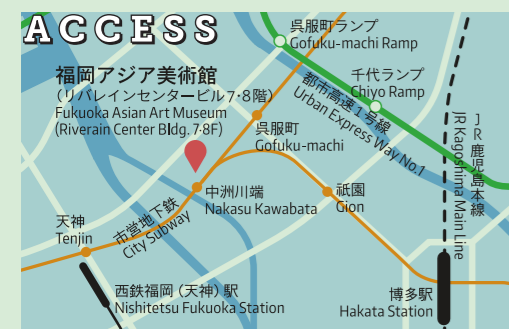 ACCESS
呉服町ランプ
Gofuku-machi Ramp
福岡アジア美術館
(リバレインセンタービル7・8階)
Fukuoka Asian Art Museum
(Riverain Center Bldg. 7·8F)
千代ランプ
Chiyo Ramp
都市高速1号線
Urban Express Way No.1
呉服町
Gofuku-machi
JR鹿児島本線
JR Kagoshima Main Line
中洲川端
Nakasu Kawabata
祇園
Gion
天神
Tenjin
市営地下鉄
City Subway
西鉄福岡(天神)駅
Nishitetsu Fukuoka Station
博多駅
Hakata Station